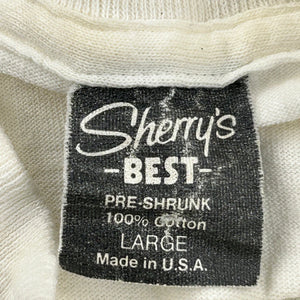 Sherry's
-BEST-
PRE-SHRUNK
100% Cotton
LARGE
Made in U.S.A.